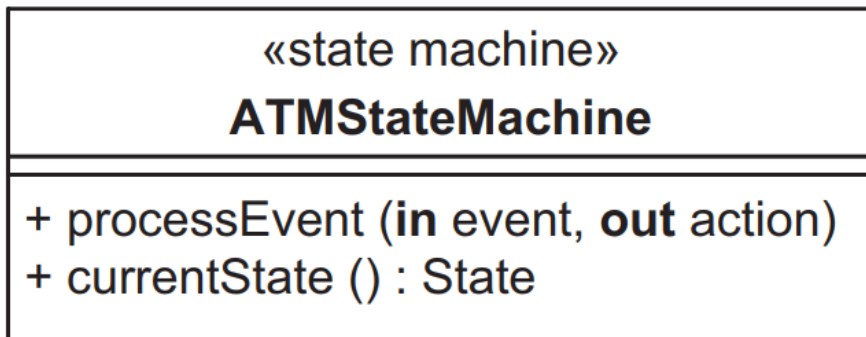 «state machine»
ATMStateMachine
+ processEvent (in event, out action)
+ currentState () : State